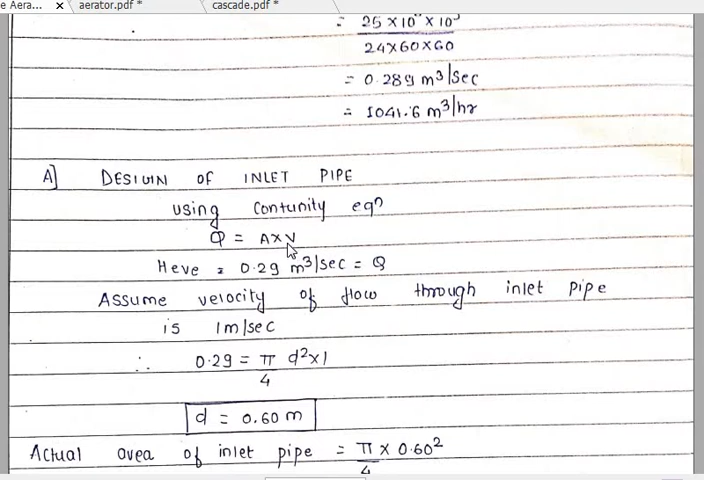 e Aera... × aerator.pdf * cascade.pdf *
= 25 × 10 × 10³
24×60×60
= 0.289 m³/sec
= 1041.6 m³/hr
A] DESIGN OF INLET PIPE
using contunity eqn
Q = A×V
Here = 0.29 m³/sec = Q
Assume velocity of flow through inlet pipe
is 1m/sec
∴ 0.29 = π d²×1
4
d = 0.60 m
Actual area of inlet pipe = π × 0.60²
4